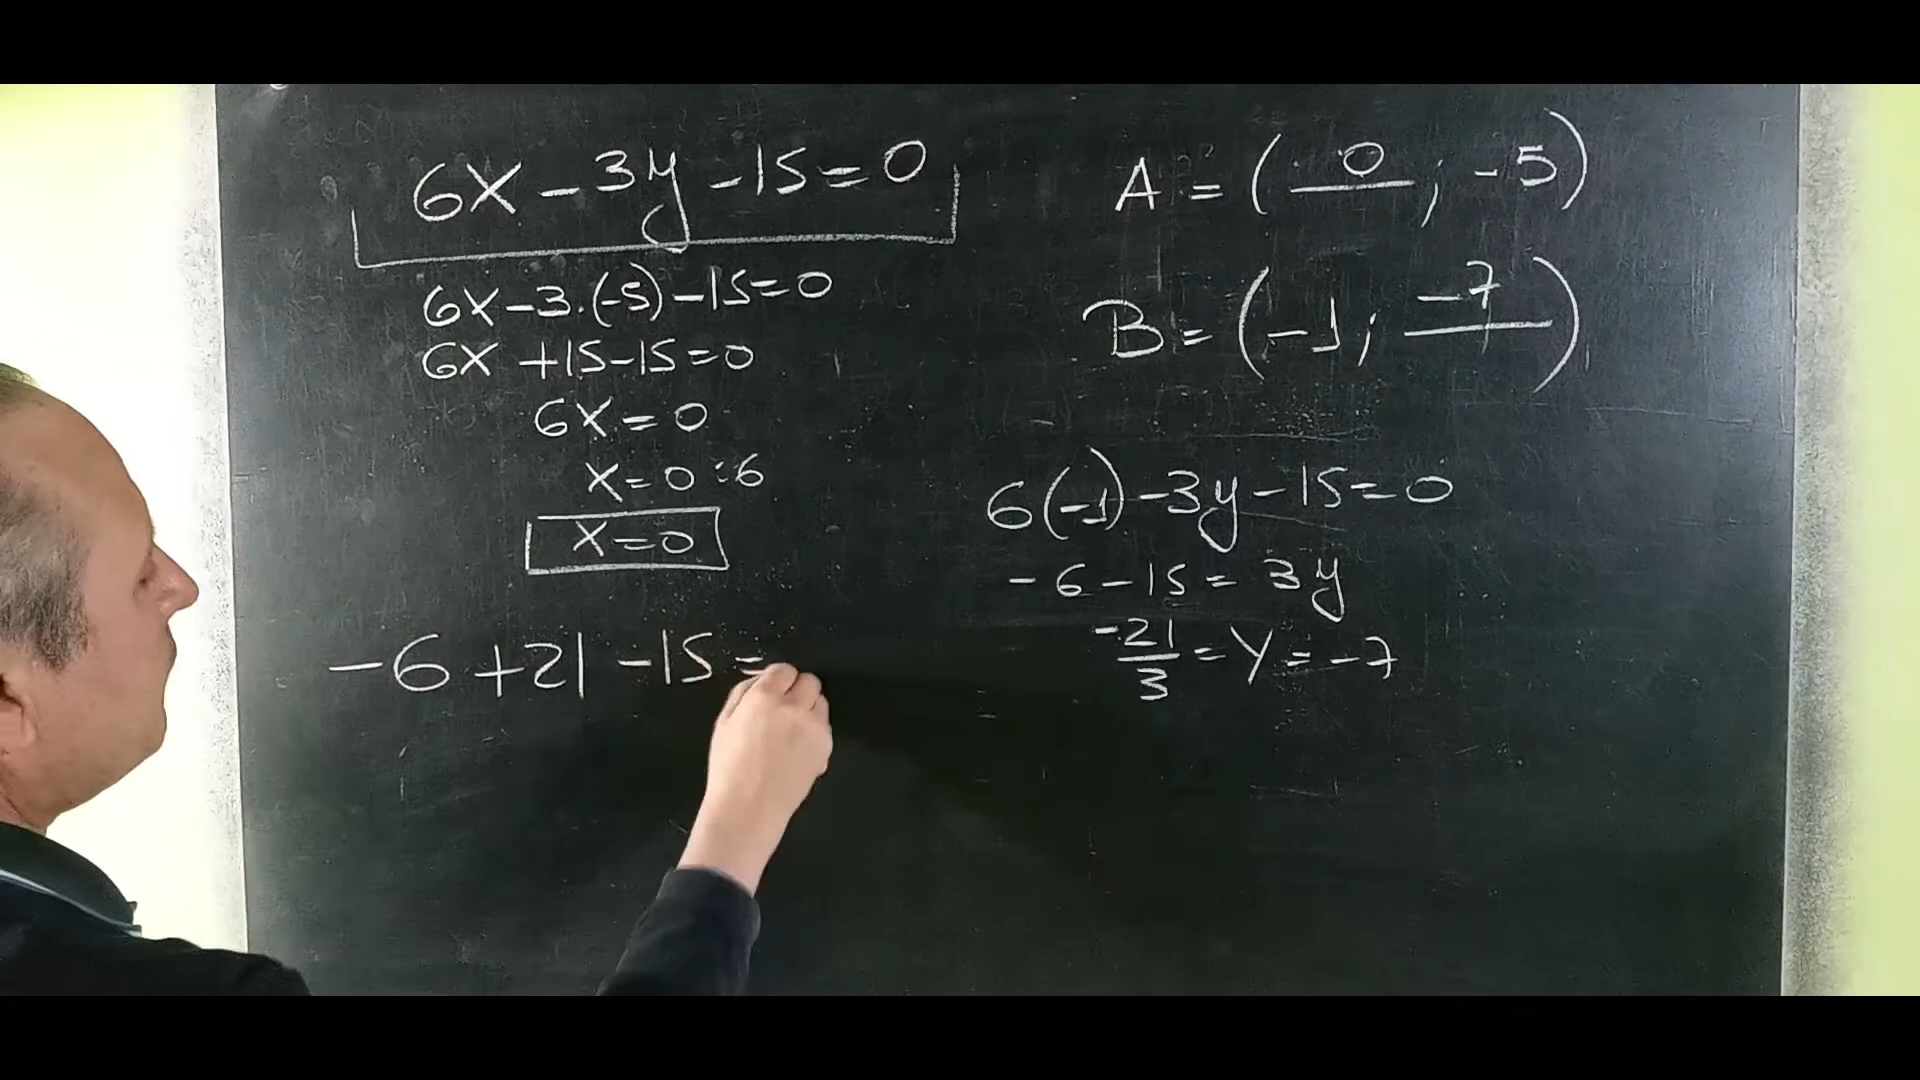 6x - 3y - 15 = 0
6x - 3.(-5) - 15 = 0
6x + 15 - 15 = 0
6x = 0
x = 0 : 6
x = 0
-6 + 21 - 15 =
A = ( 0 ; -5)
B = (-1 ; -7 )
6(-1) - 3y - 15 = 0
-6 - 15 = 3y
-21/3 = y = -7